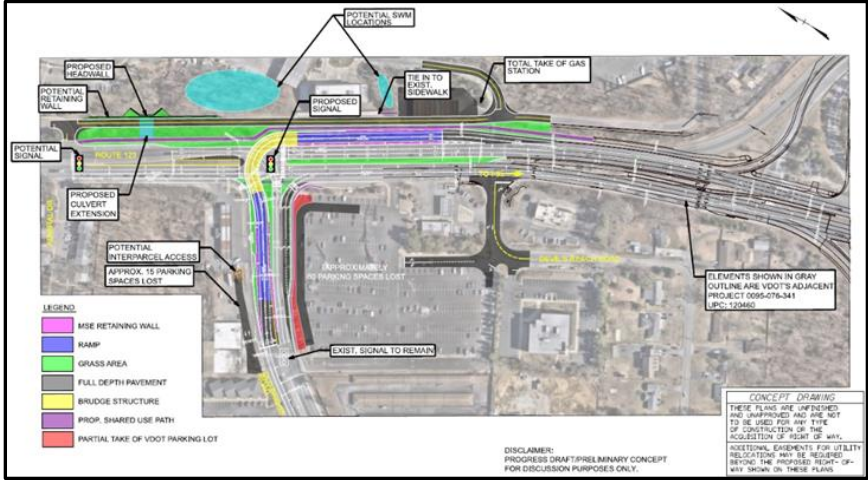 POTENTIAL SWM
LOCATIONS
PROPOSED
HEADWALL
POTENTIAL
RETAINING
WALL
PROPOSED
SIGNAL
TIE IN TO
EXIST.
SIDEWALK
TOTAL TAKE OF GAS
STATION
POTENTIAL
SIGNAL
ROUTE 123
PROPOSED
CULVERT
EXTENSION
POTENTIAL
INTERPARCEL ACCESS
APPROX. 15 PARKING
SPACES LOST
(APPROXIMATELY
PARKING SPACES LOST
EXIST. SIGNAL TO REMAIN
ELEMENTS SHOWN IN GRAY
OUTLINE ARE VDOT'S ADJACENT
PROJECT 0095-076-341
UPC: 120460
LEGEND
MSE RETAINING WALL
RAMP
GRASS AREA
FULL DEPTH PAVEMENT
BRUDGE STRUCTURE
PROP. SHARED USE PATH
PARTIAL TAKE OF VDOT PARKING LOT
DISCLAIMER:
PROGRESS DRAFT/PRELIMINARY CONCEPT
FOR DISCUSSION PURPOSES ONLY.
CONCEPT DRAWING
THESE PLANS ARE UNFINISHED
AND UNAPPROVED AND ARE NOT
TO BE USED FOR ANY TYPE
OF CONSTRUCTION OR THE
ACQUISITION OF RIGHT OF WAY.
ADDITIONAL EASEMENTS FOR UTILITY
RELOCATIONS MAY BE REQUIRED
BEYOND THE PROPOSED RIGHT-OF-
WAY SHOWN ON THESE PLANS